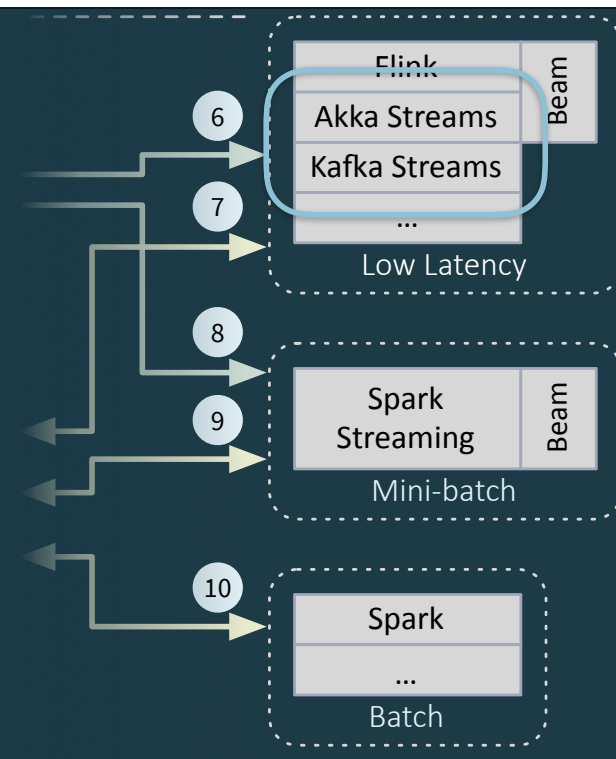 Flink
Beam
6
Akka Streams
Kafka Streams
7
...
Low Latency
8
Spark
Streaming
Beam
9
Mini-batch
10
Spark
...
Batch